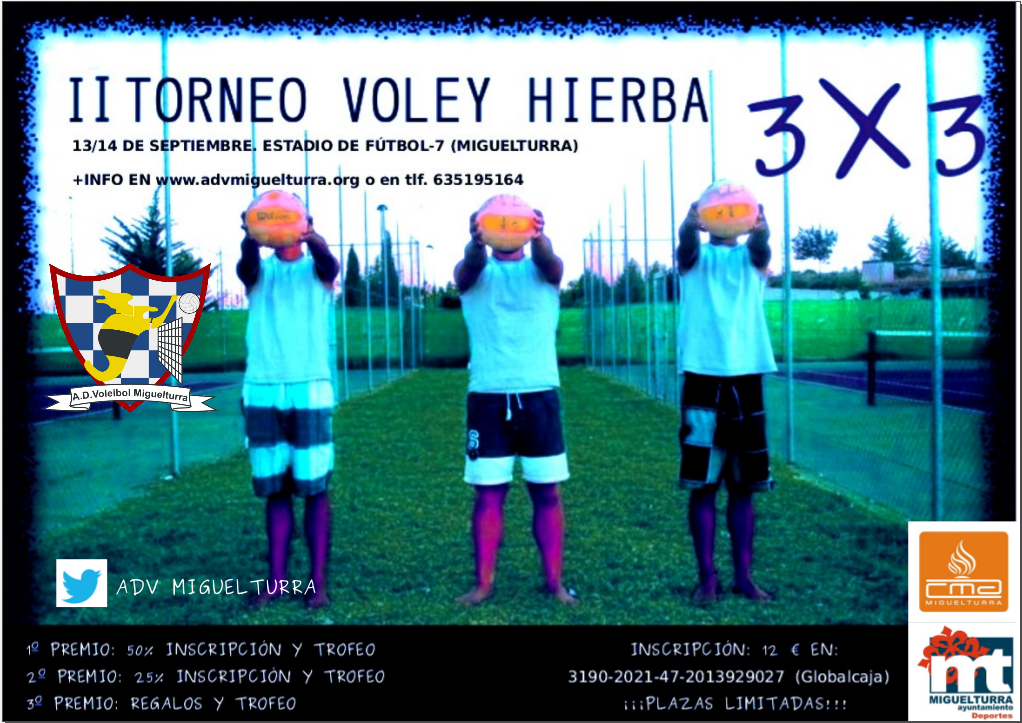 II TORNEO VOLEY HIERBA 3X3
13/14 DE SEPTIEMBRE. ESTADIO DE FÚTBOL-7 (MIGUELTURRA)
+INFO EN www.advmiguelturra.org o en tlf. 635195164
Wilson
A.D.Voleibol Miguelturra
ADV MIGUELTURRA
cma
MIGUELTURRA
1º PREMIO: 50% INSCRIPCIÓN Y TROFEO
2º PREMIO: 25% INSCRIPCIÓN Y TROFEO
3º PREMIO: REGALOS Y TROFEO
INSCRIPCIÓN: 12 € EN:
3190-2021-47-2013929027 (Globalcaja)
¡¡¡PLAZAS LIMITADAS!!!
mt
MIGUELTURRA
ayuntamiento
Deportes